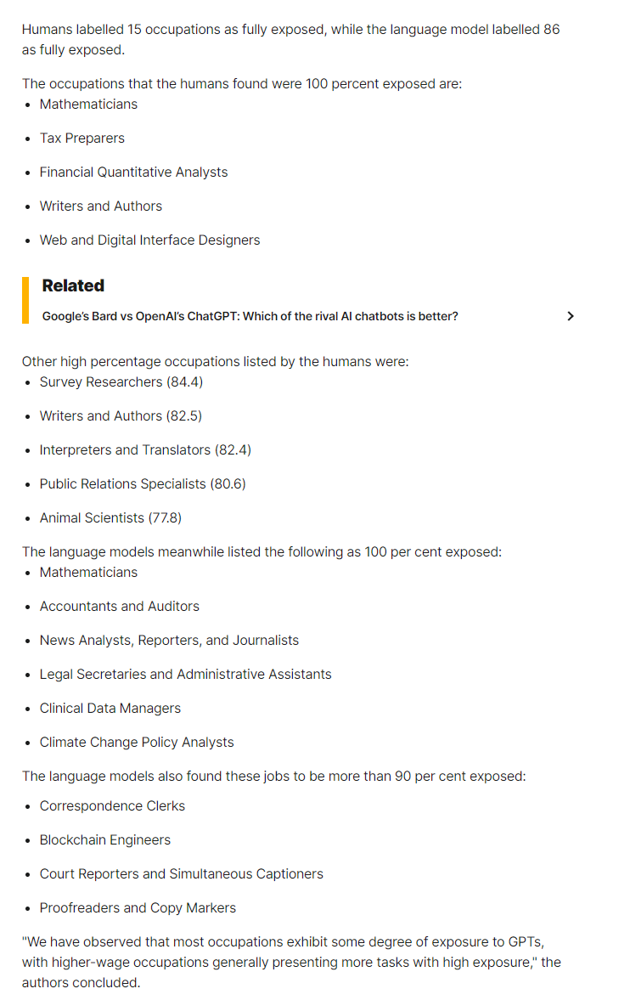 Humans labelled 15 occupations as fully exposed, while the language model labelled 86
as fully exposed.
The occupations that the humans found were 100 percent exposed are:
• Mathematicians
• Tax Preparers
• Financial Quantitative Analysts
• Writers and Authors
• Web and Digital Interface Designers
Related
Google's Bard vs OpenAI's ChatGPT: Which of the rival AI chatbots is better?
Other high percentage occupations listed by the humans were:
• Survey Researchers (84.4)
• Writers and Authors (82.5)
• Interpreters and Translators (82.4)
• Public Relations Specialists (80.6)
• Animal Scientists (77.8)
The language models meanwhile listed the following as 100 per cent exposed:
• Mathematicians
• Accountants and Auditors
• News Analysts, Reporters, and Journalists
• Legal Secretaries and Administrative Assistants
• Clinical Data Managers
• Climate Change Policy Analysts
The language models also found these jobs to be more than 90 per cent exposed:
• Correspondence Clerks
• Blockchain Engineers
• Court Reporters and Simultaneous Captioners
• Proofreaders and Copy Markers
"We have observed that most occupations exhibit some degree of exposure to GPTs,
with higher-wage occupations generally presenting more tasks with high exposure," the
authors concluded.